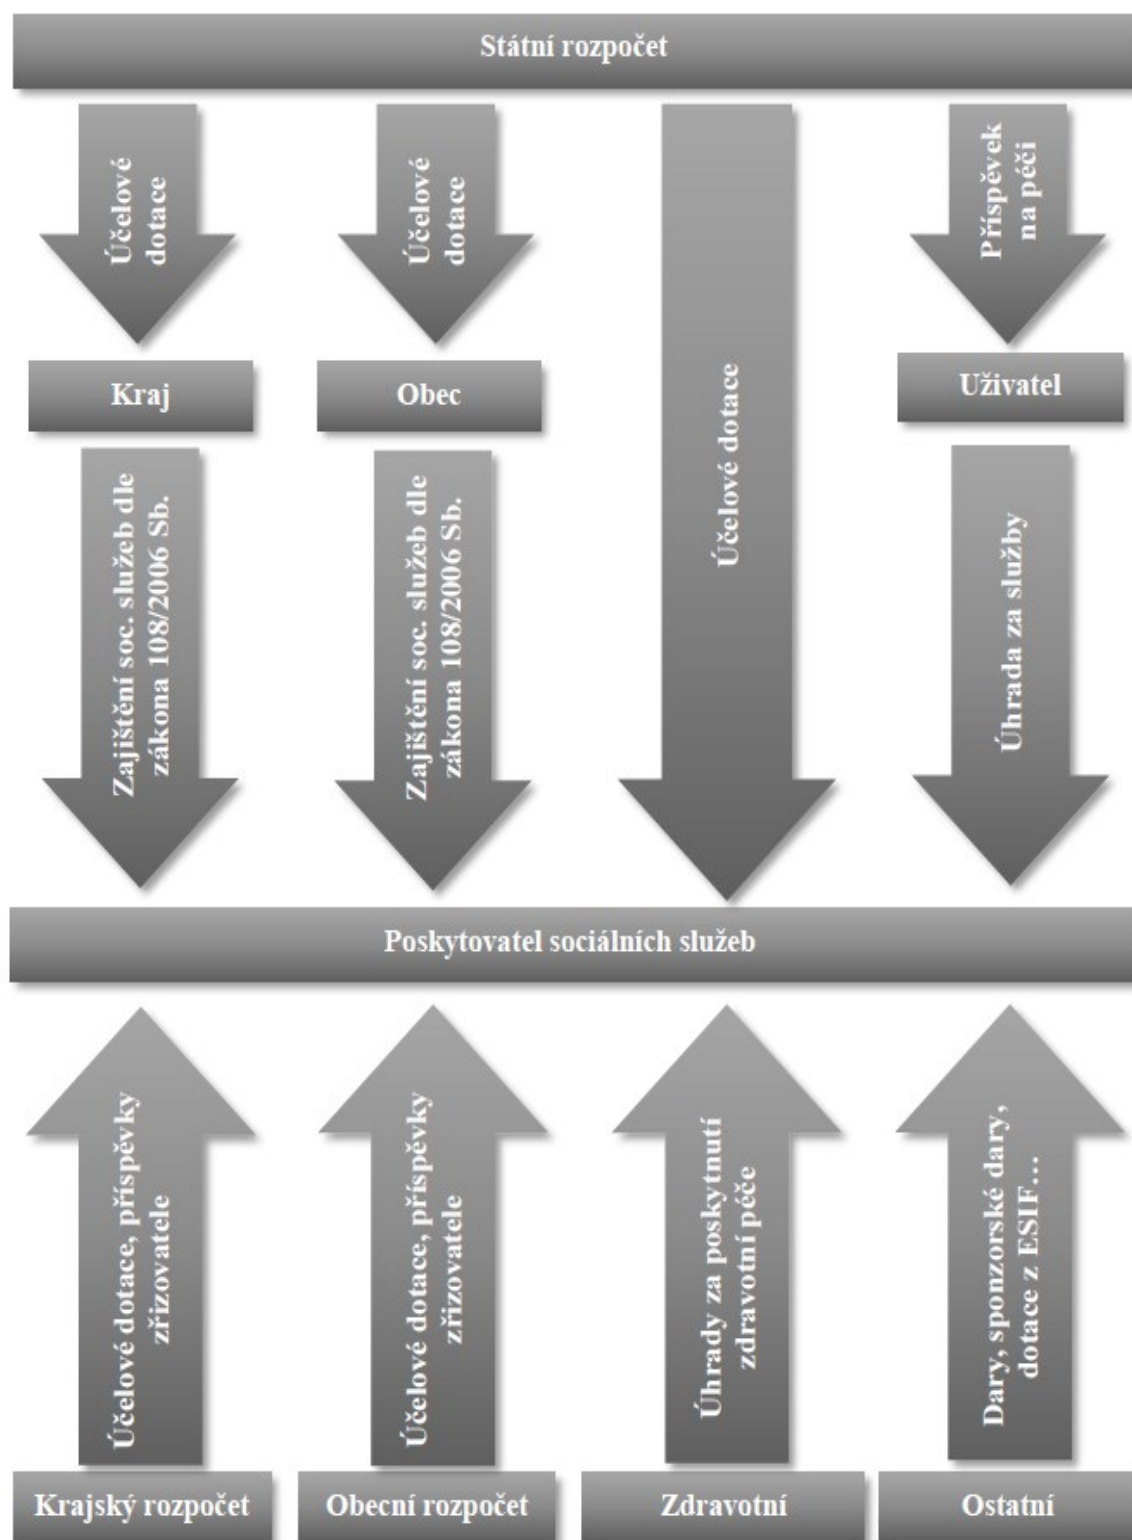 Státní rozpočet
Účelové
dotace
Účelové
dotace
Účelové dotace
Příspěvek
na péči
Kraj
Obec
Uživatel
Zajištění soc. služeb dle
zákona 108/2006 Sb.
Zajištění soc. služeb dle
zákona 108/2006 Sb.
Úhrada za služby
Poskytovatel sociálních služeb
Účelové dotace, příspěvky
zřizovatele
Účelové dotace, příspěvky
zřizovatele
Úhrady za poskytnutí
zdravotní péče
Dary, sponzorské dary,
dotace z ESIF…
Krajský rozpočet
Obecní rozpočet
Zdravotní
Ostatní